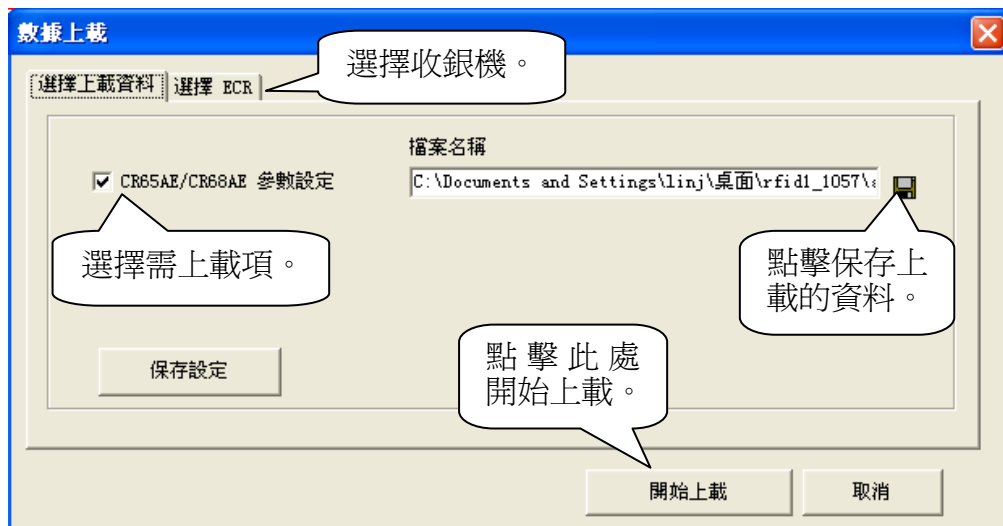 數據上載
選擇收銀機。
選擇上載資料 選擇 ECR
檔案名稱
CR65AE/CR68AE 參數設定
C:\Documents and Settings\linj\桌面\rfid1_1057\
選擇需上載項。
點擊保存上
載的資料。
點擊此處
開始上載。
保存設定
開始上載
取消